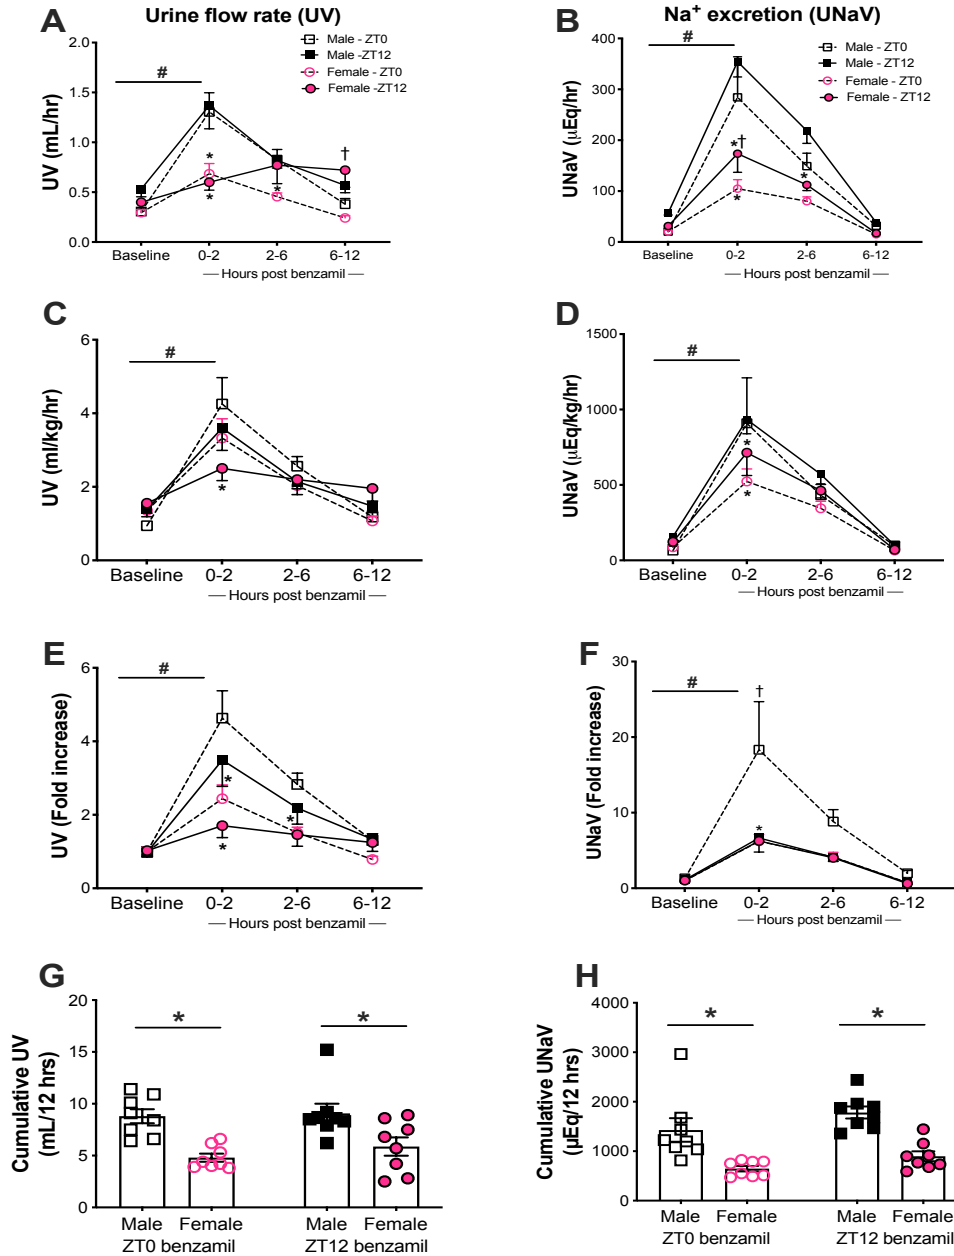 A
Urine flow rate (UV)
Male - ZT0
Male -ZT12
Female - ZT0
Female -ZT12
#
UV (mL/hr)
2.0
1.5
1.0
0.5
0.0
*
*
*
†
Baseline
0-2
2-6
6-12
Hours post benzamil
B
Na⁺ excretion (UNaV)
Male - ZT0
Male - ZT12
Female - ZT0
Female - ZT12
#
UNaV (µEq/hr)
400
300
200
100
0
*†
*
*
Baseline
0-2
2-6
6-12
Hours post benzamil
C
#
UV (ml/kg/hr)
6
4
2
0
*
Baseline
0-2
2-6
6-12
Hours post benzamil
D
#
UNaV (µEq/kg/hr)
1500
1000
500
0
*
*
Baseline
0-2
2-6
6-12
Hours post benzamil
E
#
UV (Fold increase)
6
4
2
0
*
*
*
Baseline
0-2
2-6
6-12
Hours post benzamil
F
#
†
UNaV (Fold increase)
30
20
10
0
*
Baseline
0-2
2-6
6-12
Hours post benzamil
G
Cumulative UV
(mL/12 hrs)
20
15
10
5
0
*
*
Male
Female
Male
Female
ZT0 benzamil
ZT12 benzamil
H
Cumulative UNaV
(µEq/12 hrs)
4000
3000
2000
1000
0
*
*
Male
Female
Male
Female
ZT0 benzamil
ZT12 benzamil